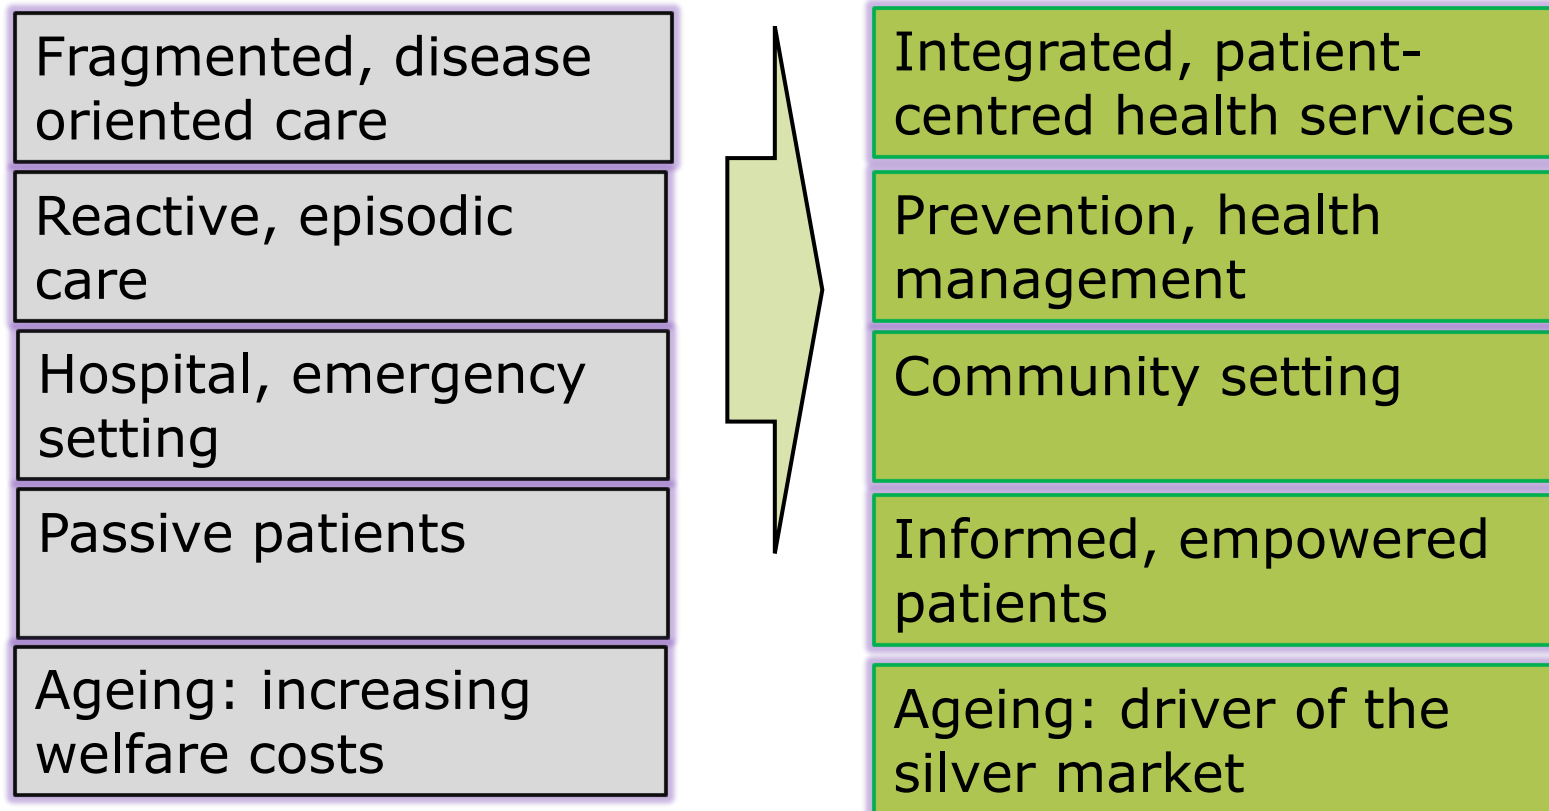 Fragmented, disease
oriented care
Reactive, episodic
care
Hospital, emergency
setting
Passive patients
Ageing: increasing
welfare costs
Integrated, patient-
centred health services
Prevention, health
management
Community setting
Informed, empowered
patients
Ageing: driver of the
silver market